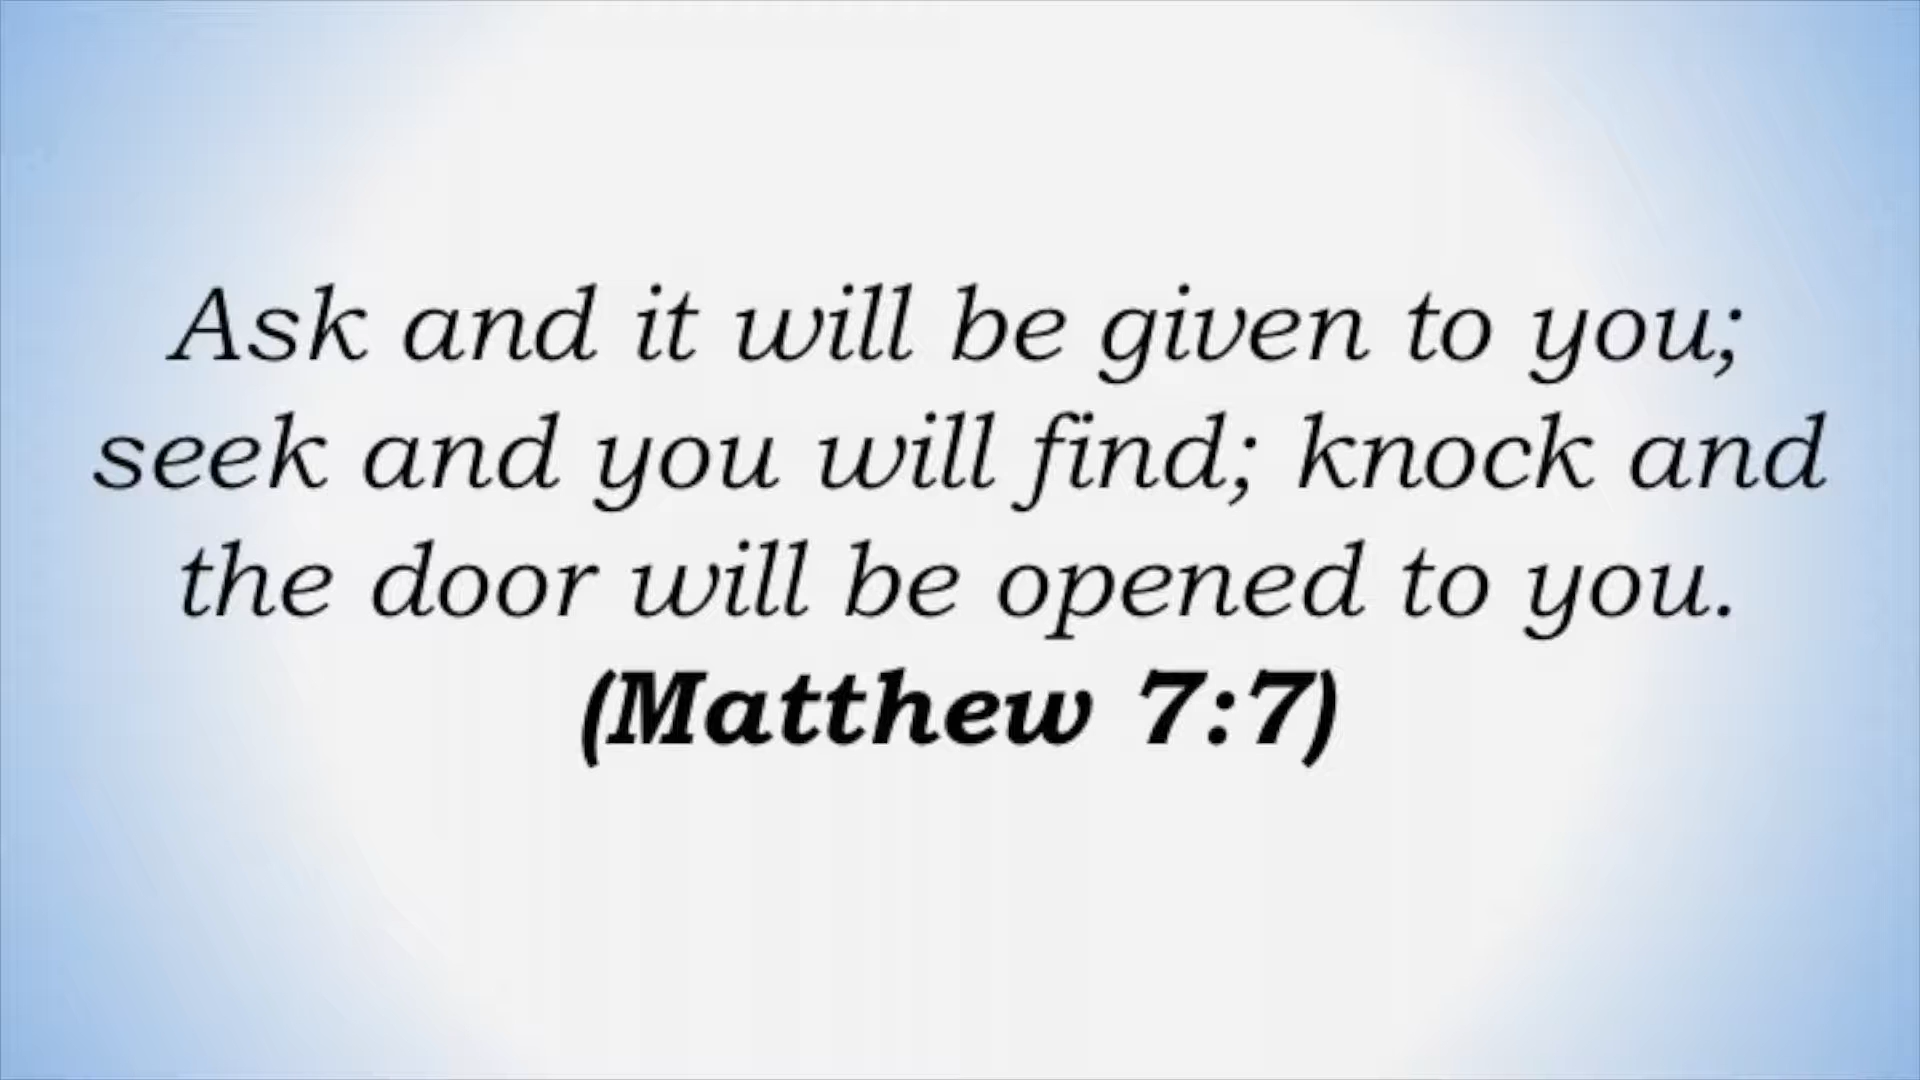 Ask and it will be given to you;
seek and you will find; knock and
the door will be opened to you.
(Matthew 7:7)